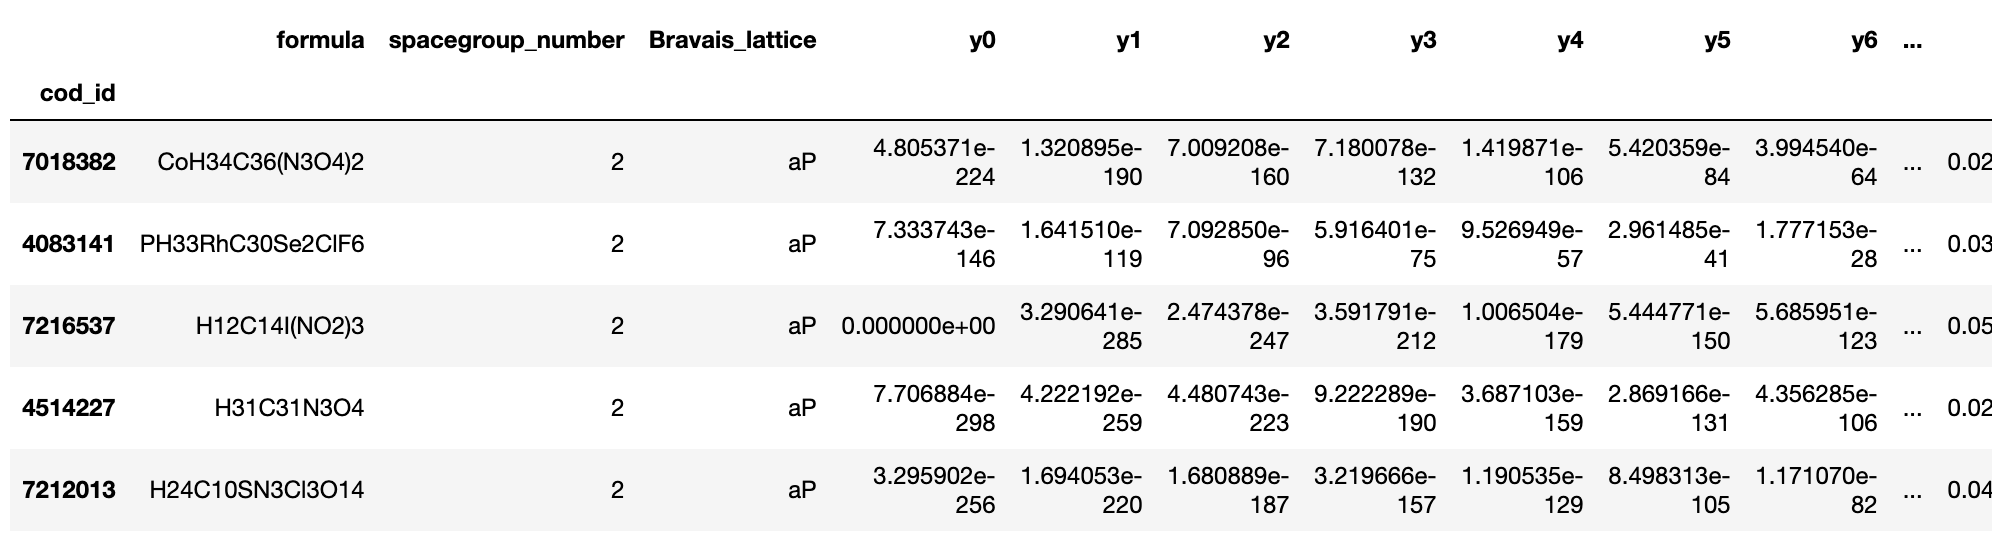 formula spacegroup_number Bravais_lattice y0 y1 y2 y3 y4 y5 y6 ...
cod_id
7018382 CoH34C36(N3O4)2 2 aP 4.805371e-224 1.320895e-190 7.009208e-160 7.180078e-132 1.419871e-106 5.420359e-84 3.994540e-64 ... 0.02
4083141 PH33RhC30Se2ClF6 2 aP 7.333743e-146 1.641510e-119 7.092850e-96 5.916401e-75 9.526949e-57 2.961485e-41 1.777153e-28 ... 0.03
7216537 H12C14I(NO2)3 2 aP 0.000000e+00 3.290641e-285 2.474378e-247 3.591791e-212 1.006504e-179 5.444771e-150 5.685951e-123 ... 0.05
4514227 H31C31N3O4 2 aP 7.706884e-298 4.222192e-259 4.480743e-223 9.222289e-190 3.687103e-159 2.869166e-131 4.356285e-106 ... 0.02
7212013 H24C10SN3Cl3O14 2 aP 3.295902e-256 1.694053e-220 1.680889e-187 3.219666e-157 1.190535e-129 8.498313e-105 1.171070e-82 ... 0.04